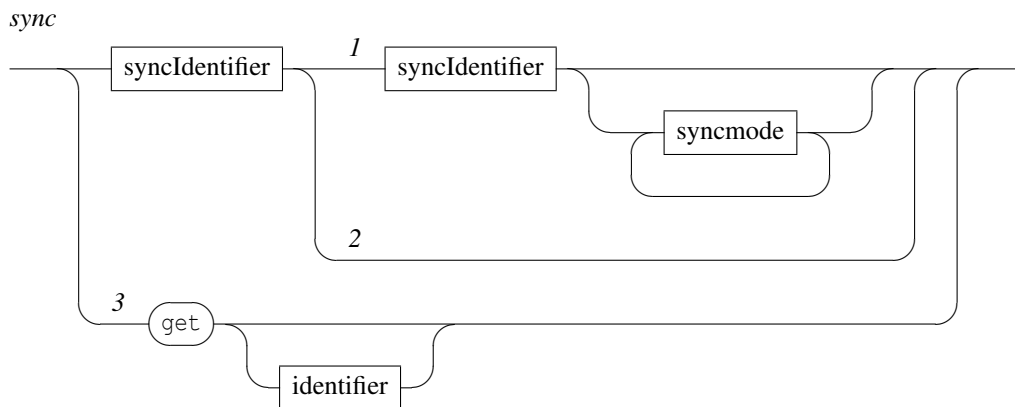 sync
syncIdentifier 1 syncIdentifier
syncmode
2
3 get
identifier